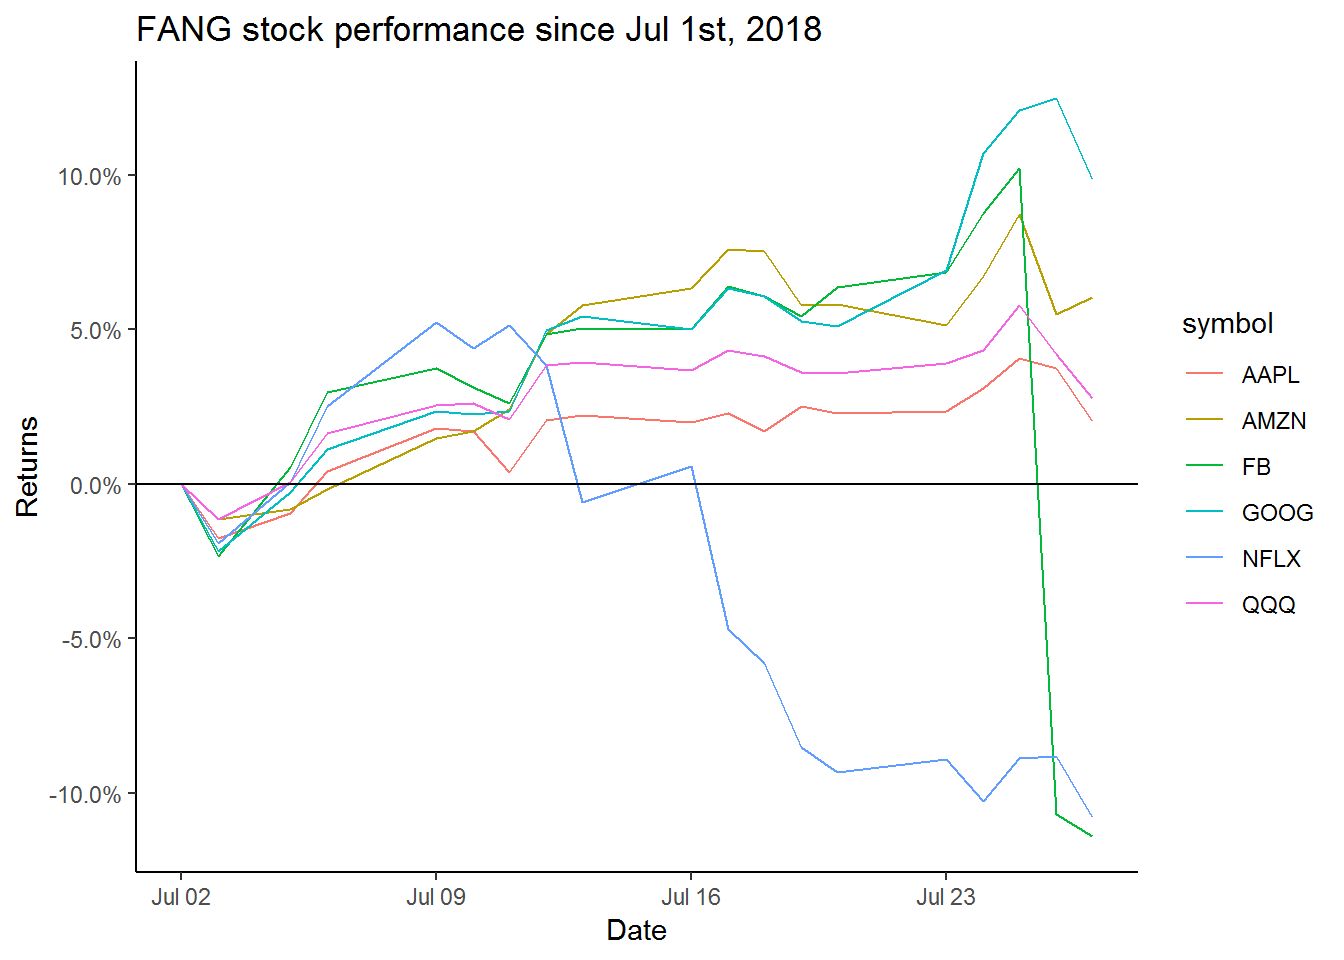 FANG stock performance since Jul 1st, 2018
10.0%
5.0%
0.0%
-5.0%
-10.0%
Returns
Jul 02 Jul 09 Jul 16 Jul 23
Date
symbol
AAPL
AMZN
FB
GOOG
NFLX
QQQ